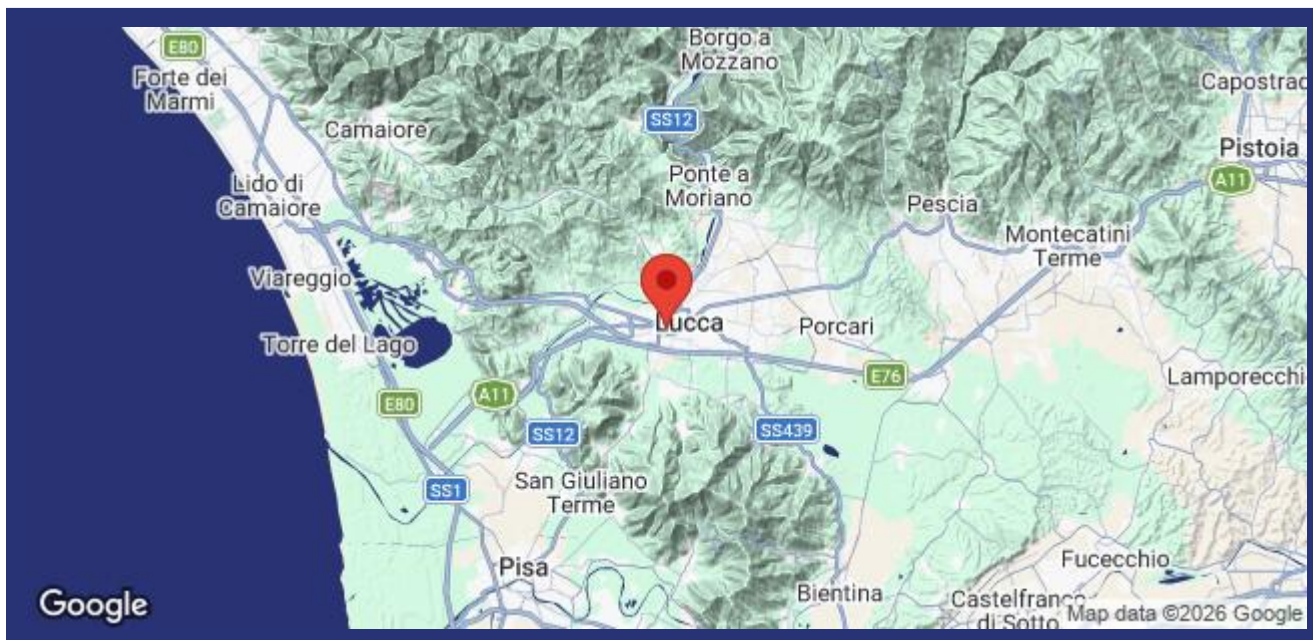 E80
Forte dei
Marmi
Camaiore
Borgo a
Mozzano
SS12
Capostrac
Pistoia
A11
Ponte a
Moriano
Lido di
Camaiore
Pescia
Montecatini
Terme
Viareggio
Lucca
Porcari
Torre del Lago
E76
Lamporecchi
A11
E80
SS12
SS439
SS1
San Giuliano
Terme
Pisa
Fucecchio
Bientina
Castelfranco
di Sotto
Google
Map data ©2026 Google